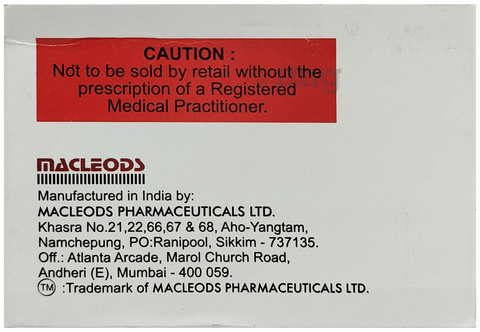 CAUTION :
Not to be sold by retail without the
prescription of a Registered
Medical Practitioner.
MACLEODS
Manufactured in India by:
MACLEODS PHARMACEUTICALS LTD.
Khasra No.21,22,66,67 & 68, Aho-Yangtam,
Namchepung, PO:Ranipool, Sikkim - 737135.
Off.: Atlanta Arcade, Marol Church Road,
Andheri (E), Mumbai - 400 059.
TM :Trademark of MACLEODS PHARMACEUTICALS LTD.